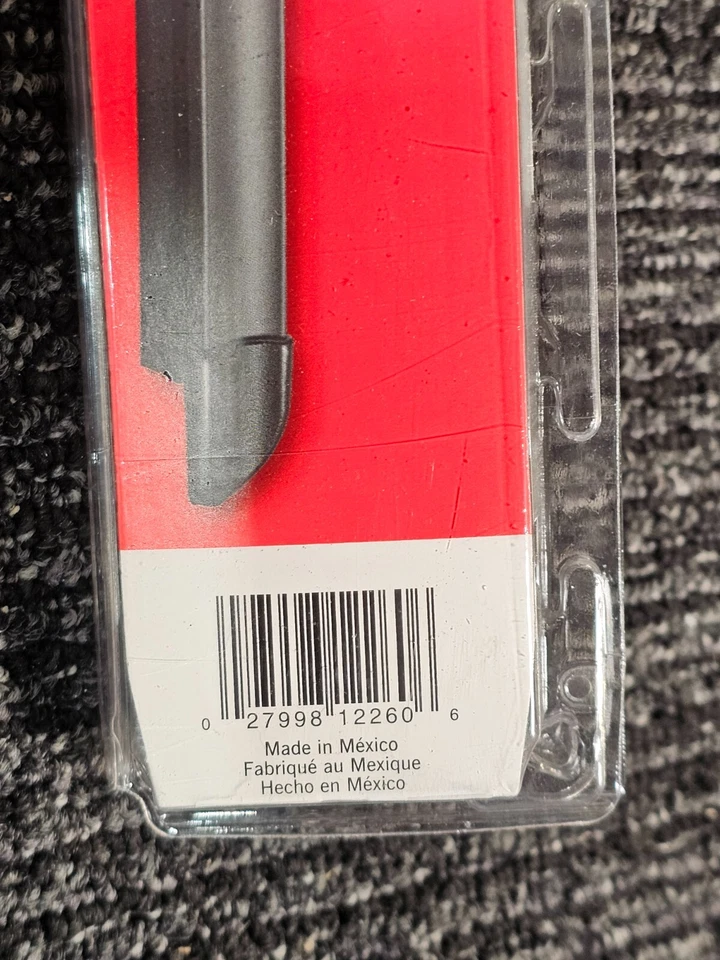 0 27998 12260 6
Made in México
Fabriqué au Mexique
Hecho en México